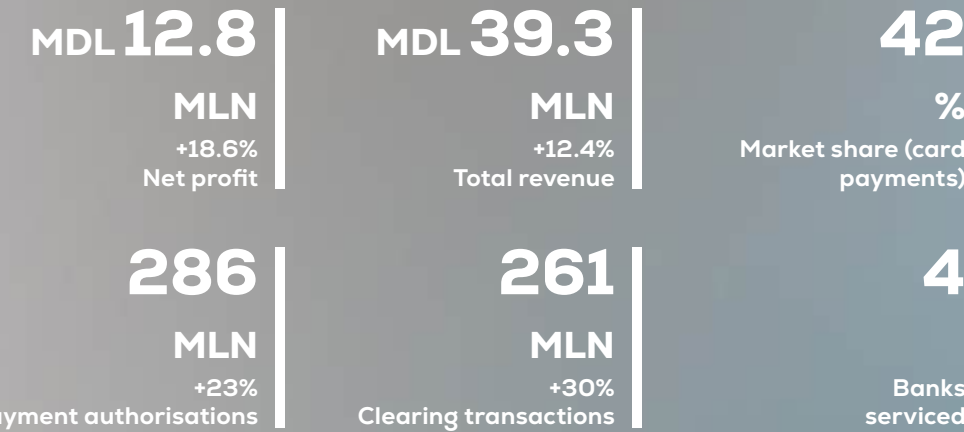 MDL 12.8
MLN
+18.6%
Net profit
MDL 39.3
MLN
+12.4%
Total revenue
42
%
Market share (card
payments)
286
MLN
+23%
authorisations
261
MLN
+30%
Clearing transactions
4
Banks
serviced